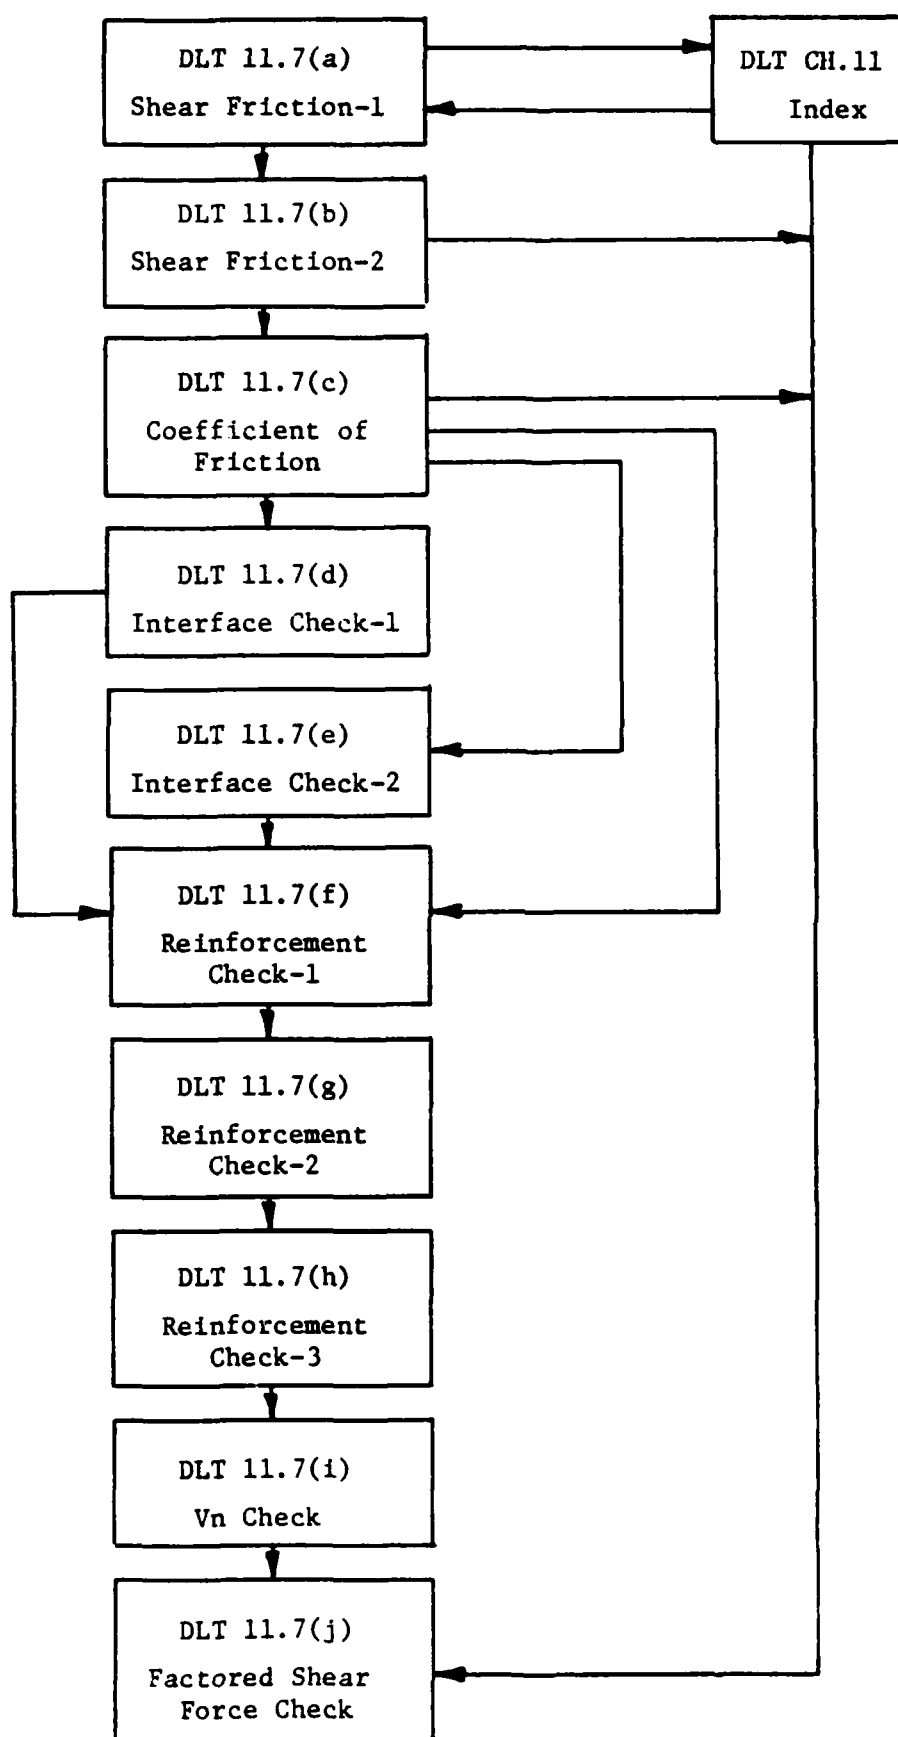 DLT 11.7(a)
Shear Friction-1
DLT CH.11
Index
DLT 11.7(b)
Shear Friction-2
DLT 11.7(c)
Coefficient of
Friction
DLT 11.7(d)
Interface Check-1
DLT 11.7(e)
Interface Check-2
DLT 11.7(f)
Reinforcement
Check-1
DLT 11.7(g)
Reinforcement
Check-2
DLT 11.7(h)
Reinforcement
Check-3
DLT 11.7(i)
Vn Check
DLT 11.7(j)
Factored Shear
Force Check